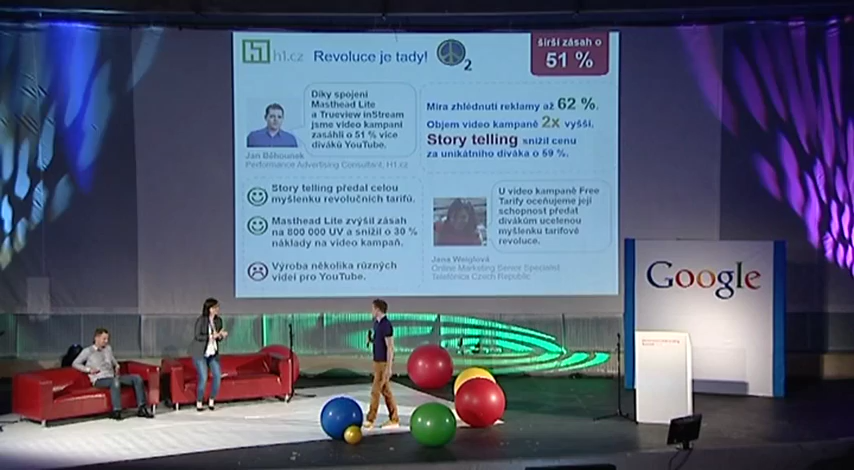 h1.cz Revoluce je tady! 2
širší zásah o
51 %
Díky spojení
Masthead Lite
a Trueview inStream
jsme video kampaní
zasáhli o 51 % více
diváků YouTube.
Jan Běhounek
Performance Advertising Consultant, H1.cz
Míra zhlédnutí reklamy až 62 %.
Objem video kampaně 2x vyšší.
Story telling snížil cenu
za unikátního diváka o 59 %.
Story telling předal celou
myšlenku revolučních tarifů.
Masthead Lite zvýšil zásah
na 800 000 UV a snížil o 30 %
náklady na video kampaň.
Výroba několika různých
videí pro YouTube.
U video kampaně Free
Tarify oceňujeme její
schopnost předat
divákům ucelenou
myšlenku tarifové
revoluce.
Jana Weiglová
Online Marketing Senior Specialist
Telefónica Czech Republic
Google
Google